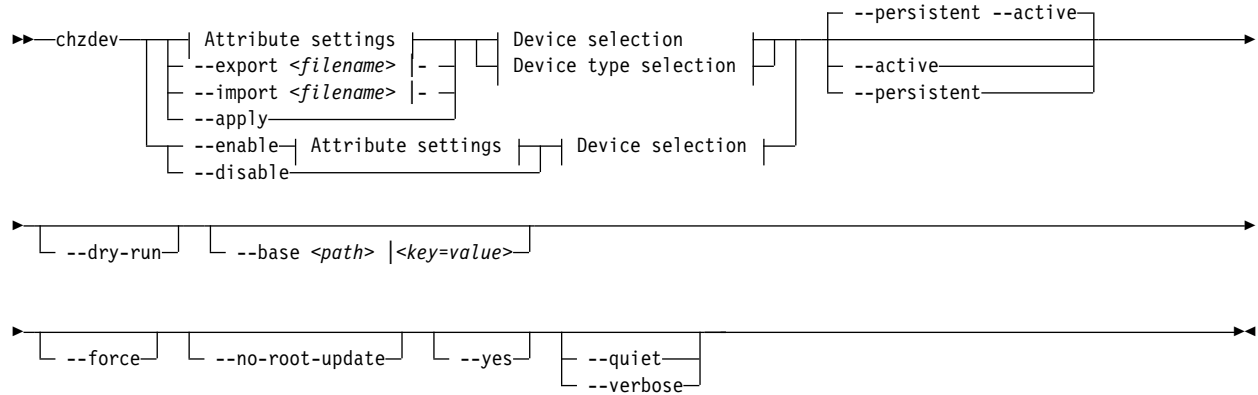 --persistent --active
chzdev Attribute settings Device selection
--export <filename> |- Device type selection --active
--import <filename> |- --persistent
--apply
--enable Attribute settings Device selection
--disable
--dry-run --base <path> |<key=value>
--force --no-root-update --yes --quiet
--verbose